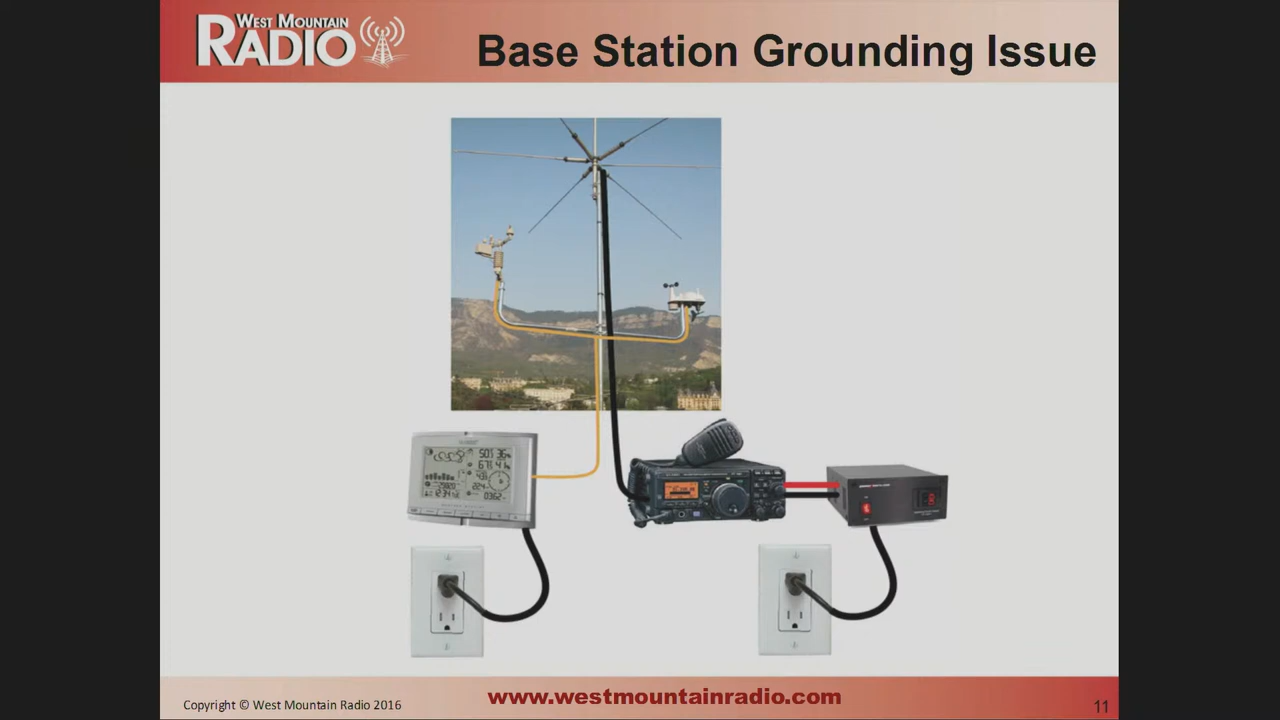 WEST MOUNTAIN
RADIO
Base Station Grounding Issue
Copyright © West Mountain Radio 2016
www.westmountainradio.com
11